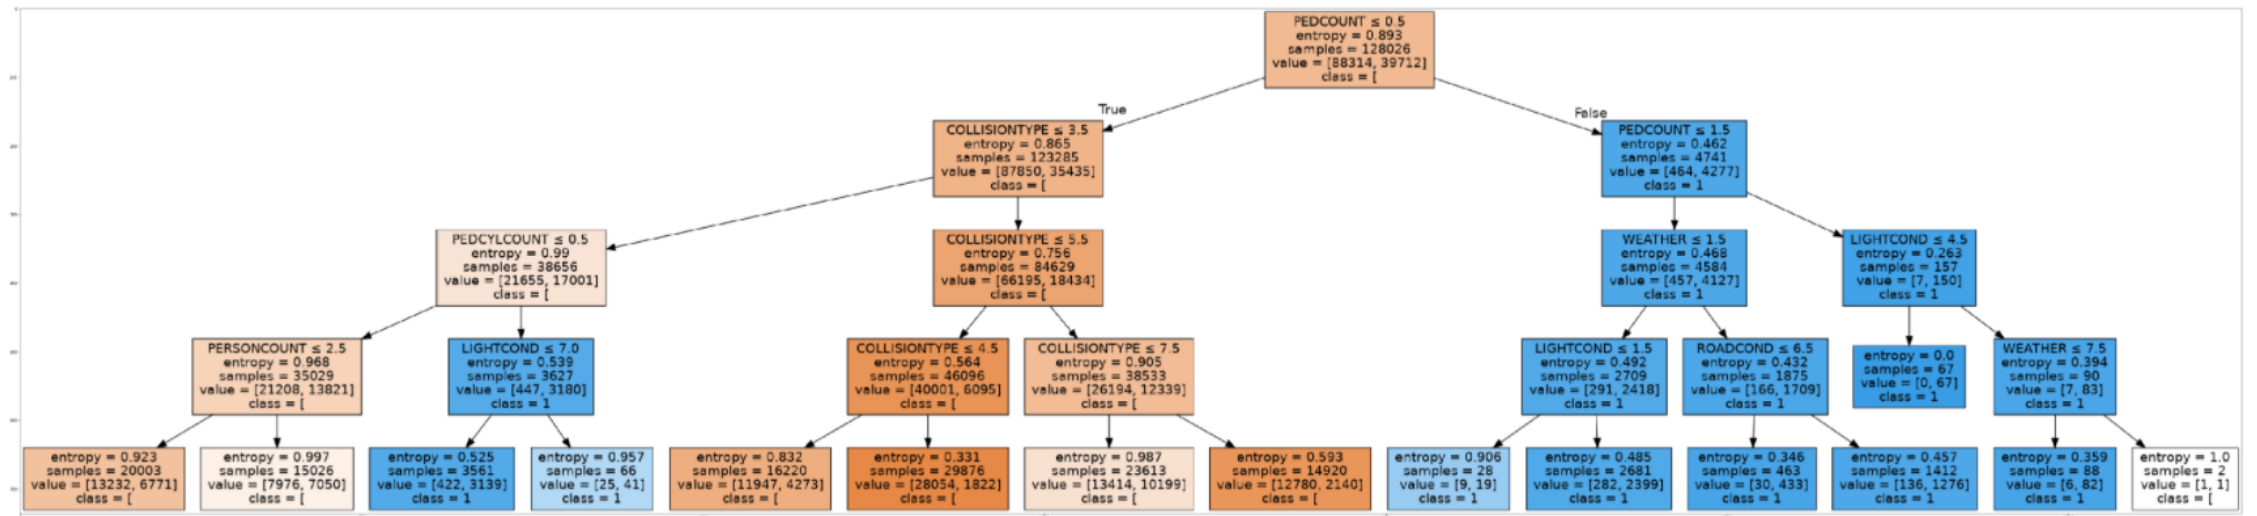 PEDCOUNT ≤ 0.5
entropy = 0.893
samples = 128026
value = [88314, 39712]
class = [
True
False
COLLISIONTYPE ≤ 3.5
entropy = 0.865
samples = 123285
value = [87850, 35435]
class = [
PEDCOUNT ≤ 1.5
entropy = 0.462
samples = 4741
value = [464, 4277]
class = 1
PEDCYLCOUNT ≤ 0.5
entropy = 0.99
samples = 38656
value = [21655, 17001]
class = [
COLLISIONTYPE ≤ 5.5
entropy = 0.756
samples = 84629
value = [66195, 18434]
class = [
WEATHER ≤ 1.5
entropy = 0.468
samples = 4584
value = [457, 4127]
class = 1
LIGHTCOND ≤ 4.5
entropy = 0.263
samples = 157
value = [7, 150]
class = 1
PERSONCOUNT ≤ 2.5
entropy = 0.968
samples = 35029
value = [21208, 13821]
class = [
LIGHTCOND ≤ 7.0
entropy = 0.539
samples = 3627
value = [447, 3180]
class = 1
COLLISIONTYPE ≤ 4.5
entropy = 0.564
samples = 46096
value = [40001, 6095]
class = [
COLLISIONTYPE ≤ 7.5
entropy = 0.905
samples = 38533
value = [26194, 12339]
class = [
LIGHTCOND ≤ 1.5
entropy = 0.492
samples = 2709
value = [291, 2418]
class = 1
ROADCOND ≤ 6.5
entropy = 0.432
samples = 1875
value = [166, 1709]
class = 1
entropy = 0.0
samples = 67
value = [0, 67]
class = 1
WEATHER ≤ 7.5
entropy = 0.394
samples = 90
value = [7, 83]
class = 1
entropy = 0.923
samples = 20003
value = [13232, 6771]
class = [
entropy = 0.997
samples = 15026
value = [7976, 7050]
class = [
entropy = 0.525
samples = 3561
value = [422, 3139]
class = 1
entropy = 0.957
samples = 66
value = [25, 41]
class = 1
entropy = 0.832
samples = 16220
value = [11947, 4273]
class = [
entropy = 0.331
samples = 29876
value = [28054, 1822]
class = [
entropy = 0.987
samples = 23613
value = [13414, 10199]
class = [
entropy = 0.593
samples = 14920
value = [12780, 2140]
class = [
entropy = 0.906
samples = 28
value = [9, 19]
class = 1
entropy = 0.485
samples = 2681
value = [282, 2399]
class = 1
entropy = 0.346
samples = 463
value = [30, 433]
class = 1
entropy = 0.457
samples = 1412
value = [136, 1276]
class = 1
entropy = 0.359
samples = 88
value = [6, 82]
class = 1
entropy = 1.0
samples = 2
value = [1, 1]
class = [